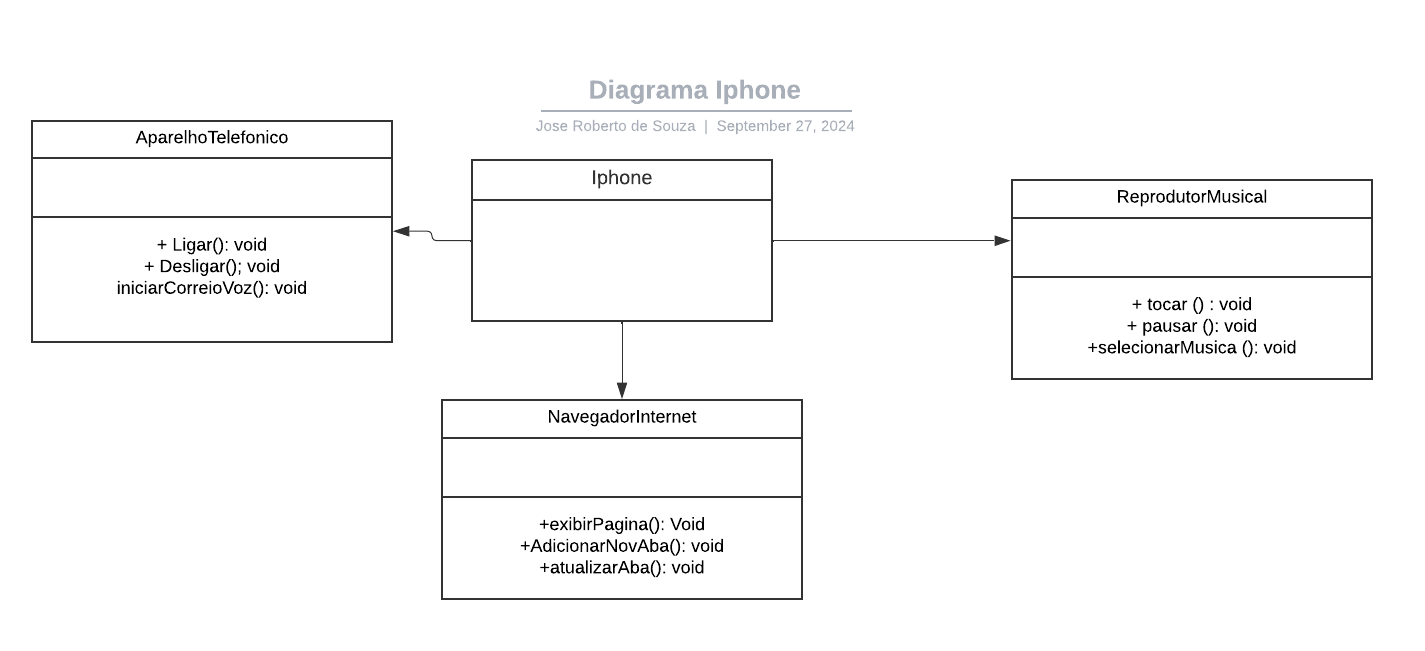 Diagrama Iphone
Jose Roberto de Souza | September 27, 2024
AparelhoTelefonico
+ Ligar(): void
+ Desligar(); void
iniciarCorreioVoz(): void
Iphone
ReprodutorMusical
+ tocar () : void
+ pausar (): void
+selecionarMusica (): void
NavegadorInternet
+exibirPagina(): Void
+AdicionarNovAba(): void
+atualizarAba(): void